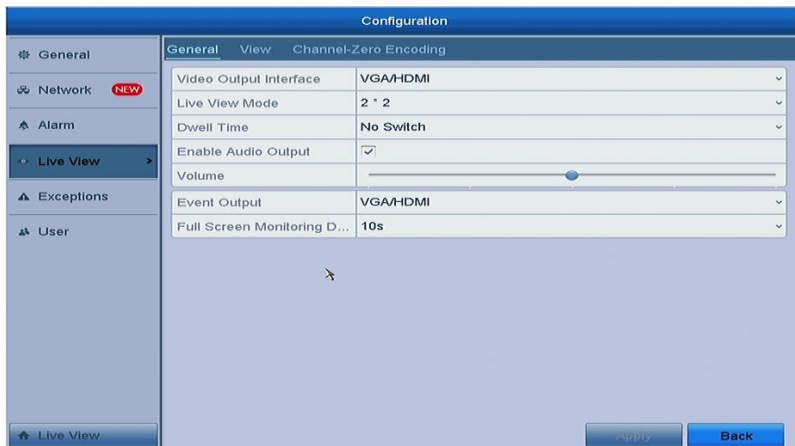 Configuration
General
Network NEW
Alarm
Live View >
Exceptions
User
Live View
General View Channel-Zero Encoding
Video Output Interface VGA/HDMI
Live View Mode 2 * 2
Dwell Time No Switch
Enable Audio Output
Volume
Event Output VGA/HDMI
Full Screen Monitoring D... 10s
Apply Back